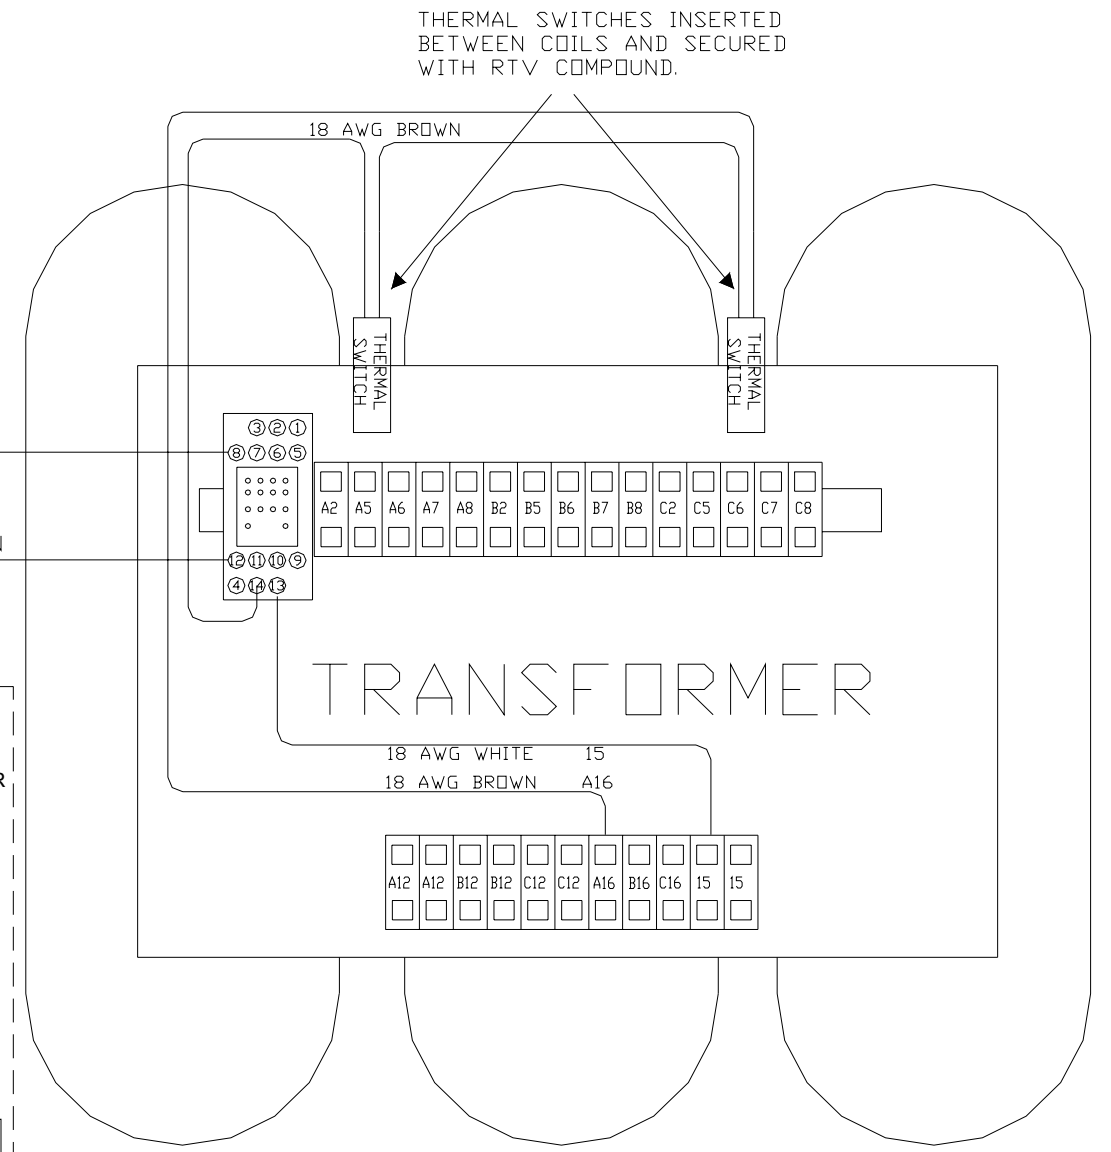 THERMAL SWITCHES INSERTED
BETWEEN COILS AND SECURED
WITH RTV COMPOUND.
18 AWG BROWN
THERMAL
SWITCH
THERMAL
SWITCH
3 2 1
8 7 6 5
A2 A5 A6 A7 A8 B2 B5 B6 B7 B8 C2 C5 C6 C7 C8
N
12 11 10 9
4 14 13
TRANSFORMER
18 AWG WHITE 15
R
18 AWG BROWN A16
A12 A12 B12 B12 C12 C12 A16 B16 C16 15 15